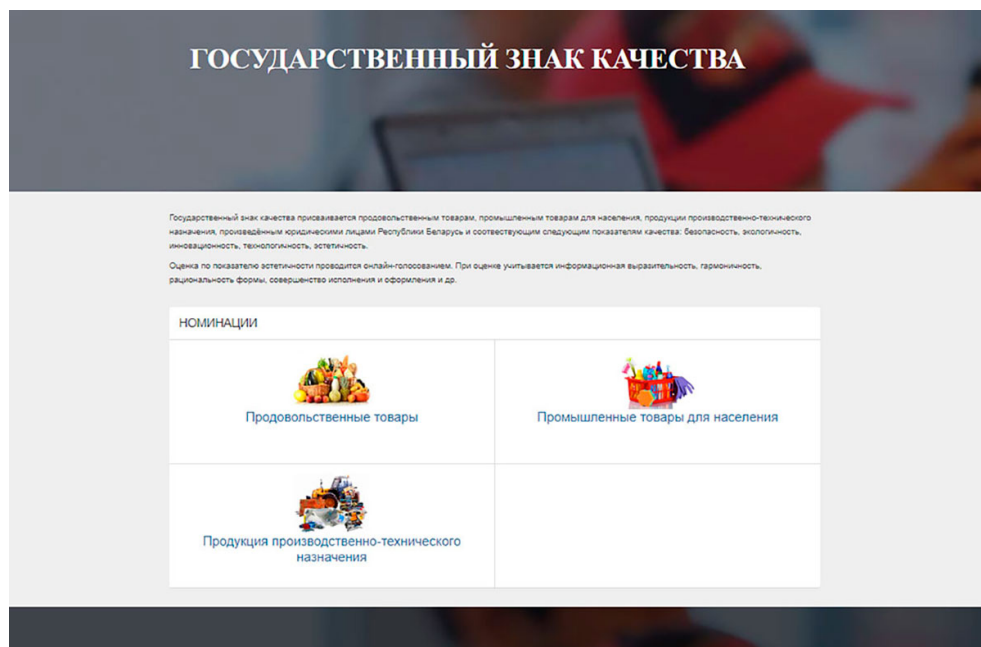 ГОСУДАРСТВЕННЫЙ ЗНАК КАЧЕСТВА
Государственный знак качества присваивается продовольственным товарам, промышленным товарам для населения, продукции производственно-технического
назначения, произведённым юридическими лицами Республики Беларусь и соотвествующим следующим показателям качества: безопасность, экологичность,
инновационность, технологичность, эстетичность.
Оценка по показателю эстетичности проводится онлайн-голосованием. При оценке учитывается информационная выразительность, гармоничность,
рациональность формы, совершенство исполнения и оформления и др.
НОМИНАЦИИ
Продовольственные товары
Промышленные товары для населения
Продукция производственно-технического
назначения